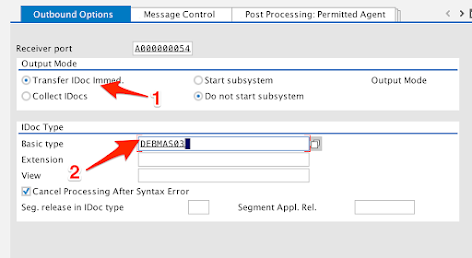 Outbound Options Message Control Post Processing: Permitted Agent
Receiver port A000000054
Output Mode
Transfer IDoc Immed. Start subsystem Output Mode
1
Collect IDocs Do not start subsystem
IDoc Type
Basic type DEBMAS03
2
Extension
View
Cancel Processing After Syntax Error
Seg. release in IDoc type Segment Appl. Rel.